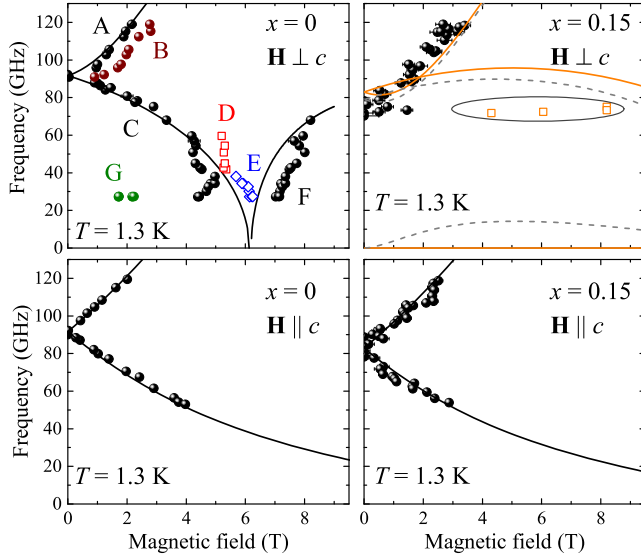 x = 0
H ⊥ c
A
B
C
D
E
F
G
T = 1.3 K
Frequency (GHz)
0
20
40
60
80
100
120
x = 0.15
H ⊥ c
T = 1.3 K
x = 0
H || c
T = 1.3 K
Frequency (GHz)
0
20
40
60
80
100
120
0 2 4 6 8
Magnetic field (T)
x = 0.15
H || c
T = 1.3 K
0 2 4 6 8
Magnetic field (T)